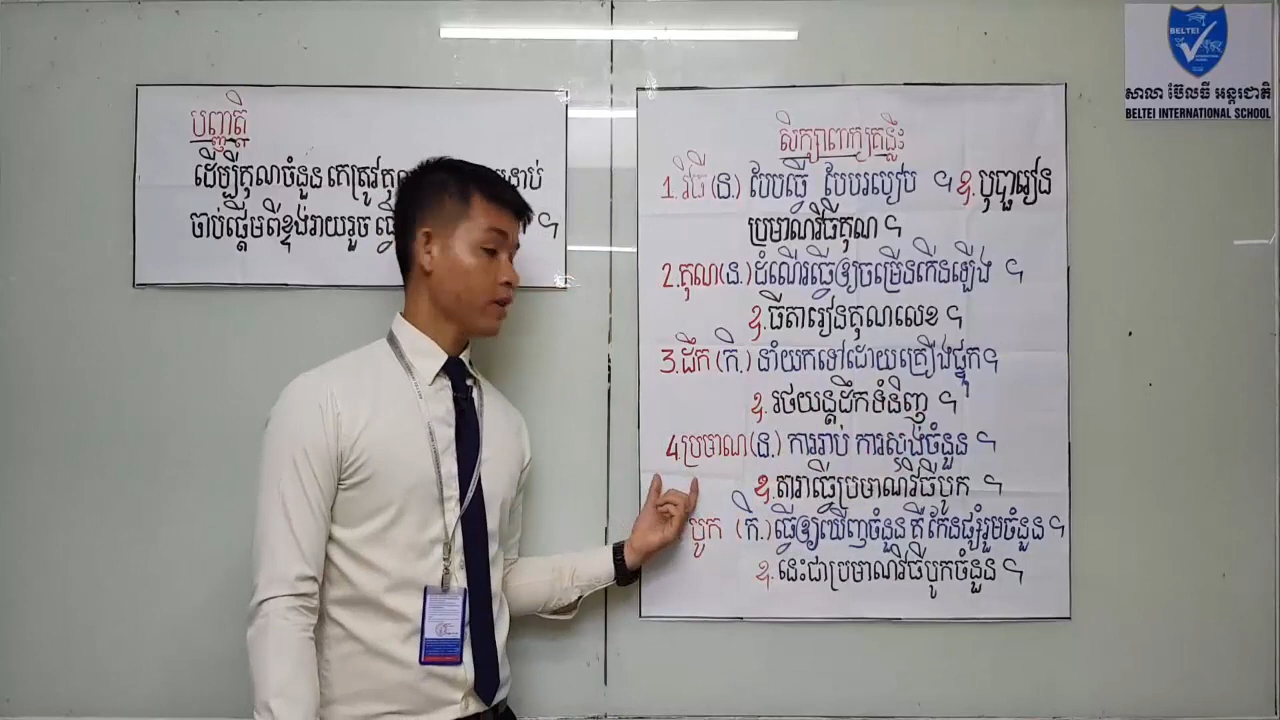 បញ្ញត្តិ
ដើម្បីគុណចំនួន គេត្រូវ
ចាប់ផ្ដើមពីខ្ទង់រាយរួច ធ្វើ ។
សិក្សាពាក្យគន្លឹះ
1. វិធី (ន.) បែបធ្វើ បែបរបៀប ។ ឧ. ប្អូនរៀន
ប្រមាណវិធីគុណ ។
2. គុណ (ន.) ដំណើរធ្វើឲ្យចម្រើនកើនឡើង ។
ឧ. ធីតារៀនគុណលេខ ។
3. ដឹក (កិ.) នាំយកទៅដោយគ្រឿងផ្ទុក ។
ឧ. រថយន្តដឹកទំនិញ ។
4. ប្រមាណ (ន.) ការរាប់ ការស្ទង់ចំនួន ។
ឧ. តារាធ្វើប្រមាណវិធីបូក ។
បូក (កិ.) ធ្វើឲ្យឃើញចំនួន គឺ កែនផ្សំរួមចំនួន ។
ឧ. នេះជាប្រមាណវិធីបូកចំនួន ។
BELTEI
សាលា ប៊ែលធី អន្តរជាតិ
BELTEI INTERNATIONAL SCHOOL